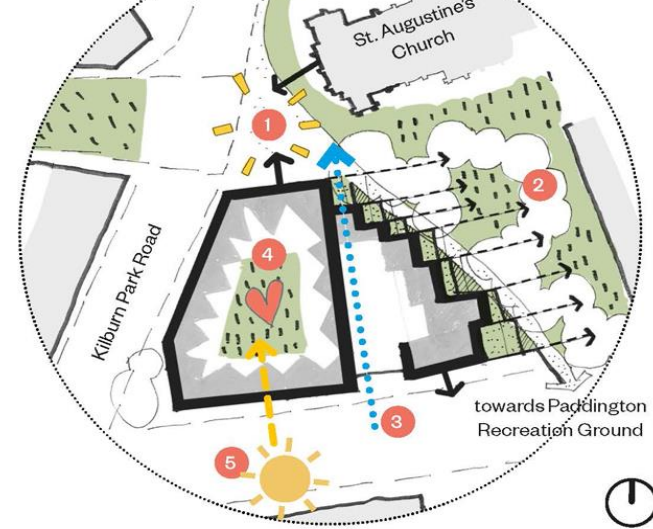 St. Augustine's
Church
1
2
4
Kilburn Park Road
3
towards Paddington
Recreation Ground
5